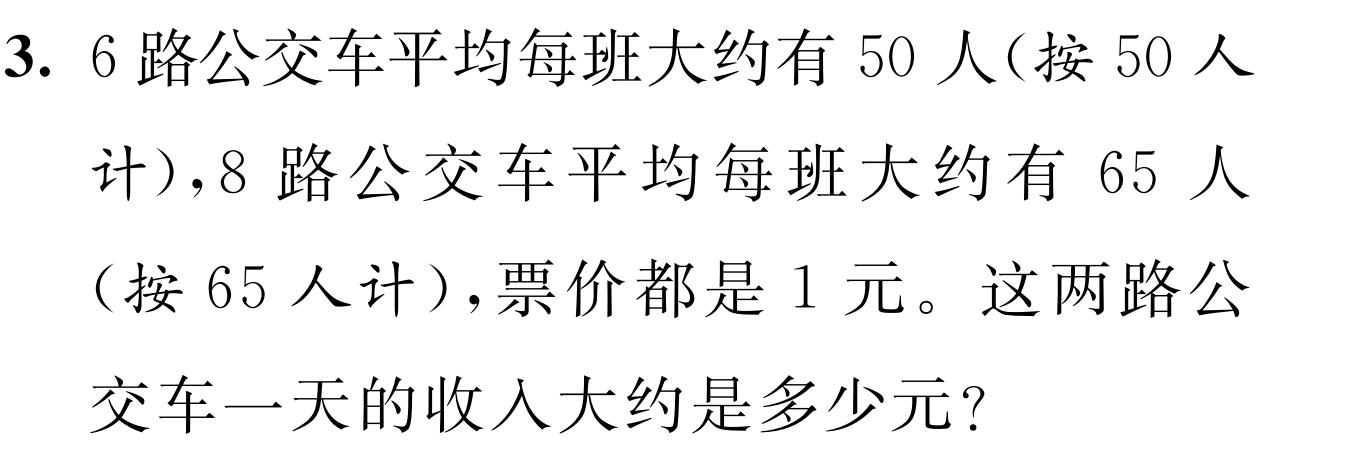 3. 6 路公交车平均每班大约有 50 人(按 50 人
计),8 路公交车平均每班大约有 65 人
(按 65 人计),票价都是 1 元。这两路公
交车一天的收入大约是多少元?